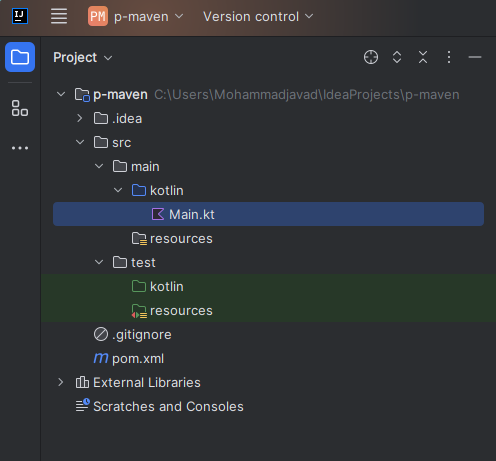 IJ PM p-maven Version control
Project
p-maven C:\Users\Mohammadjavad\IdeaProjects\p-maven
.idea
src
main
kotlin
Main.kt
resources
test
kotlin
resources
.gitignore
m pom.xml
External Libraries
Scratches and Consoles